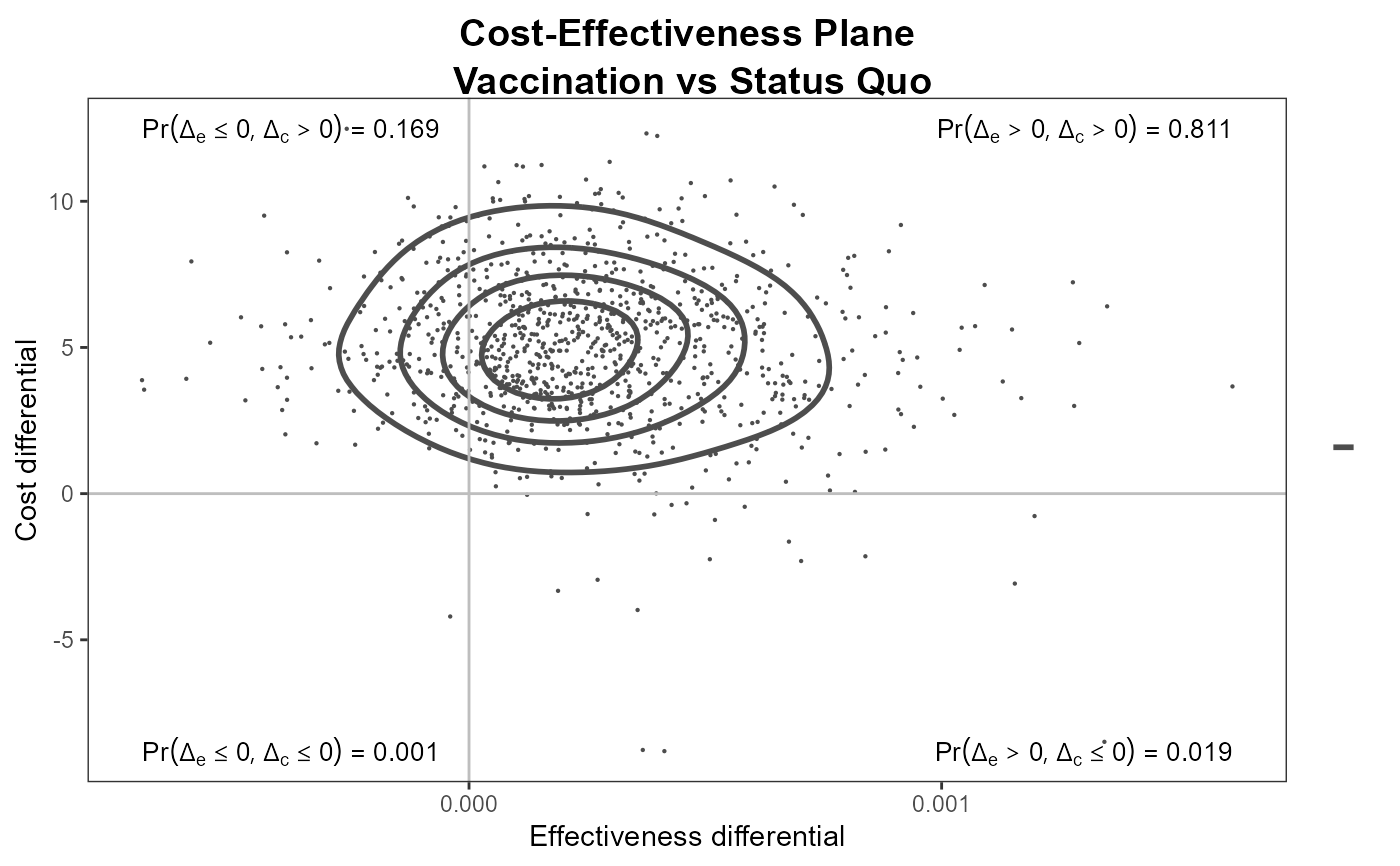 Cost-Effectiveness Plane
Vaccination vs Status Quo
Pr(Δe ≤ 0, Δc > 0) = 0.169
Pr(Δe > 0, Δc > 0) = 0.811
10
5
0
-5
Cost differential
Pr(Δe ≤ 0, Δc ≤ 0) = 0.001
Pr(Δe > 0, Δc ≤ 0) = 0.019
0.000
0.001
Effectiveness differential